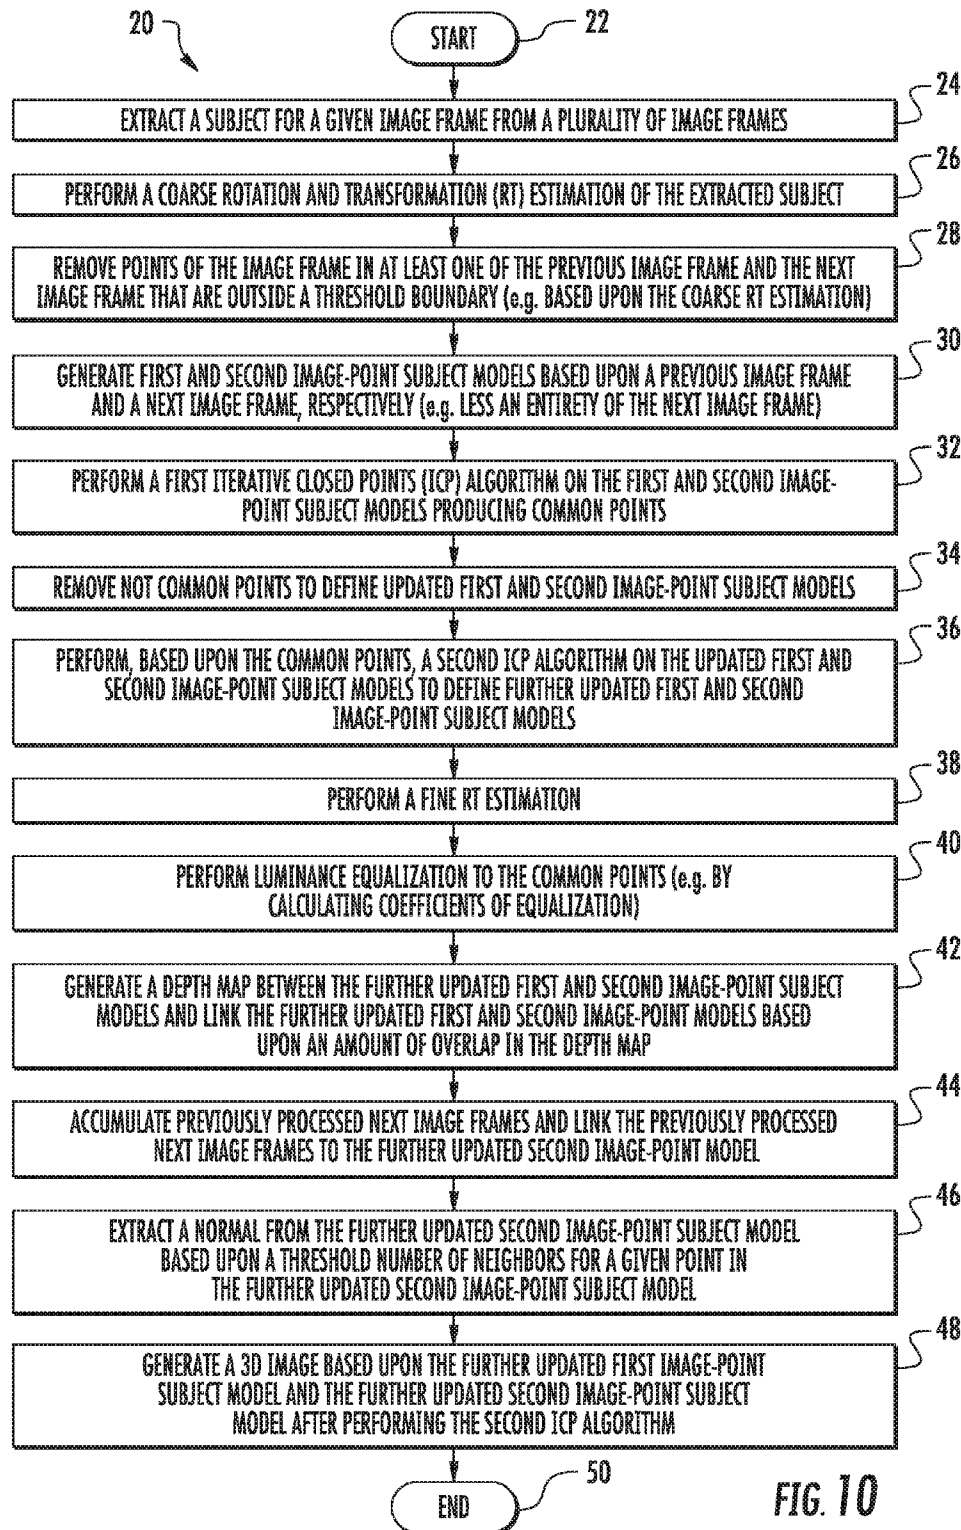 20
START
22
24
EXTRACT A SUBJECT FOR A GIVEN IMAGE FRAME FROM A PLURALITY OF IMAGE FRAMES
26
PERFORM A COARSE ROTATION AND TRANSFORMATION (RT) ESTIMATION OF THE EXTRACTED SUBJECT
28
REMOVE POINTS OF THE IMAGE FRAME IN AT LEAST ONE OF THE PREVIOUS IMAGE FRAME AND THE NEXT
IMAGE FRAME THAT ARE OUTSIDE A THRESHOLD BOUNDARY (e.g. BASED UPON THE COARSE RT ESTIMATION)
30
GENERATE FIRST AND SECOND IMAGE-POINT SUBJECT MODELS BASED UPON A PREVIOUS IMAGE FRAME
AND A NEXT IMAGE FRAME, RESPECTIVELY (e.g. LESS AN ENTIRETY OF THE NEXT IMAGE FRAME)
32
PERFORM A FIRST ITERATIVE CLOSED POINTS (ICP) ALGORITHM ON THE FIRST AND SECOND IMAGE-
POINT SUBJECT MODELS PRODUCING COMMON POINTS
34
REMOVE NOT COMMON POINTS TO DEFINE UPDATED FIRST AND SECOND IMAGE-POINT SUBJECT MODELS
36
PERFORM, BASED UPON THE COMMON POINTS, A SECOND ICP ALGORITHM ON THE UPDATED FIRST AND
SECOND IMAGE-POINT SUBJECT MODELS TO DEFINE FURTHER UPDATED FIRST AND SECOND
IMAGE-POINT SUBJECT MODELS
38
PERFORM A FINE RT ESTIMATION
40
PERFORM LUMINANCE EQUALIZATION TO THE COMMON POINTS (e.g. BY
CALCULATING COEFFICIENTS OF EQUALIZATION)
42
GENERATE A DEPTH MAP BETWEEN THE FURTHER UPDATED FIRST AND SECOND IMAGE-POINT SUBJECT
MODELS AND LINK THE FURTHER UPDATED FIRST AND SECOND IMAGE-POINT MODELS BASED
UPON AN AMOUNT OF OVERLAP IN THE DEPTH MAP
44
ACCUMULATE PREVIOUSLY PROCESSED NEXT IMAGE FRAMES AND LINK THE PREVIOUSLY PROCESSED
NEXT IMAGE FRAMES TO THE FURTHER UPDATED SECOND IMAGE-POINT MODEL
46
EXTRACT A NORMAL FROM THE FURTHER UPDATED SECOND IMAGE-POINT SUBJECT MODEL
BASED UPON A THRESHOLD NUMBER OF NEIGHBORS FOR A GIVEN POINT IN
THE FURTHER UPDATED SECOND IMAGE-POINT SUBJECT MODEL
48
GENERATE A 3D IMAGE BASED UPON THE FURTHER UPDATED FIRST IMAGE-POINT
SUBJECT MODEL AND THE FURTHER UPDATED SECOND IMAGE-POINT SUBJECT
MODEL AFTER PERFORMING THE SECOND ICP ALGORITHM
END
50
FIG. 10